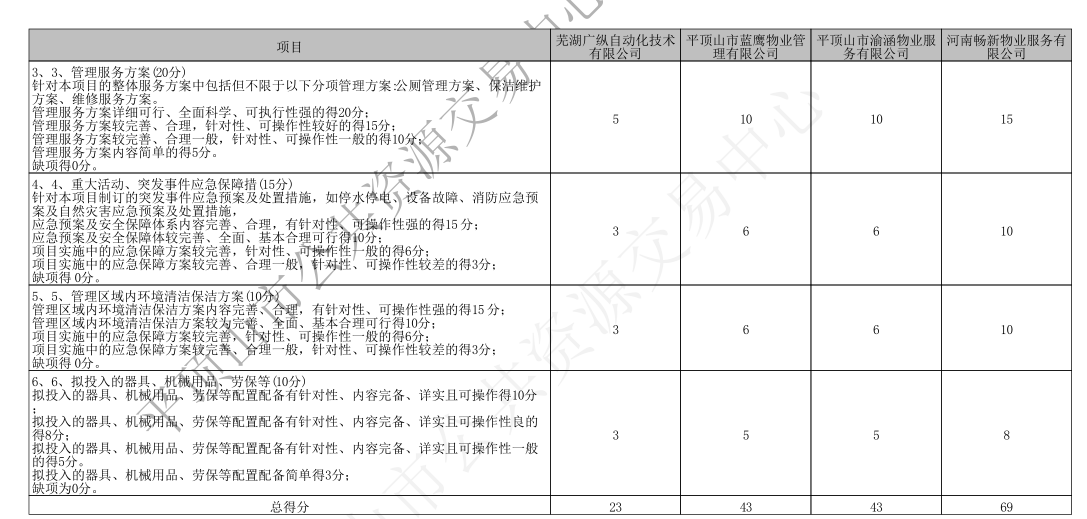 项目
芜湖广纵自动化技术有限公司
平顶山市蓝鹰物业管理有限公司
平顶山市渝涵物业服务有限公司
河南畅新物业服务有限公司
3、3、管理服务方案(20分)
针对本项目的整体服务方案中包括但不限于以下分项管理方案:公厕管理方案、保洁维护
方案、维修服务方案。
管理服务方案详细可行、全面科学、可执行性强的得20分；
管理服务方案较完善、合理，针对性、可操作性较好的得15分；
管理服务方案较完善、合理一般，针对性、可操作性一般的得10分；
管理服务方案内容简单的得5分。
缺项得0分。
5 10 10 15
4、4、重大活动、突发事件应急保障措(15分)
针对本项目制订的突发事件应急预案及处置措施，如停水停电、设备故障、消防应急预
案及自然灾害应急预案及处置措施，
应急预案及安全保障体系内容完善、合理，有针对性、可操作性强的得15 分；
应急预案及安全保障体较完善、全面、基本合理可行得10分；
项目实施中的应急保障方案较完善，针对性、可操作性一般的得6分；
项目实施中的应急保障方案较完善、合理一般，针对性、可操作性较差的得3分；
缺项得 0分。
3 6 6 10
5、5、管理区域内环境清洁保洁方案(10分)
管理区域内环境清洁保洁方案内容完善、合理，有针对性、可操作性强的得15 分；
管理区域内环境清洁保洁方案较为完善、全面、基本合理可行得10分；
项目实施中的应急保障方案较完善，针对性、可操作性一般的得6分；
项目实施中的应急保障方案较完善、合理一般，针对性、可操作性较差的得3分；
缺项得 0分。
3 6 6 10
6、6、拟投入的器具、机械用品、劳保等(10分)
拟投入的器具、机械用品、劳保等配置配备有针对性、内容完备、详实且可操作得10分
；
拟投入的器具、机械用品、劳保等配置配备有针对性、内容完备、详实且可操作性良的
得8分；
拟投入的器具、机械用品、劳保等配置配备有针对性、内容完备、详实且可操作性一般
的得5分。
拟投入的器具、机械用品、劳保等配置配备简单得3分；
缺项为0分。
3 5 5 8
总得分 23 43 43 69
平顶山市公共资源交易中心
山市公共资源交易中心